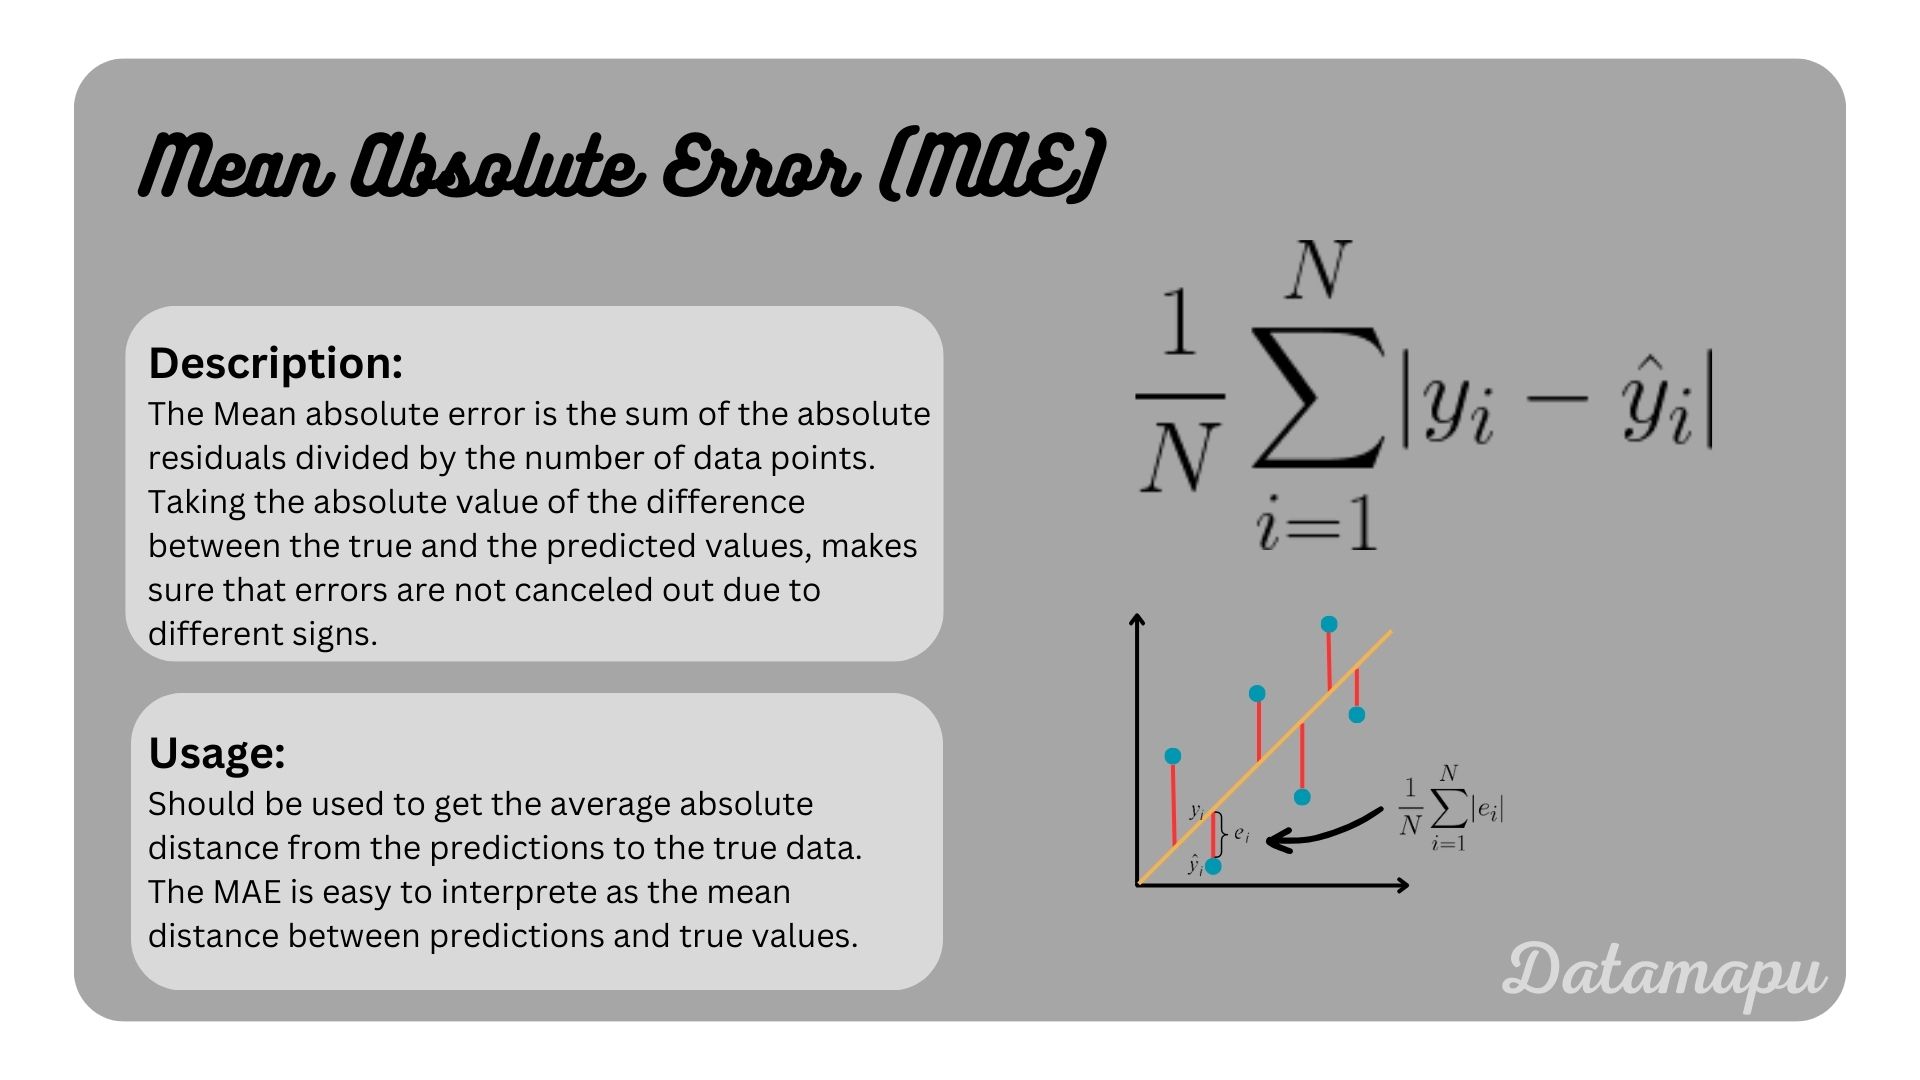 Mean Absolute Error (MAE)
Description:
The Mean absolute error is the sum of the absolute
residuals divided by the number of data points.
Taking the absolute value of the difference
between the true and the predicted values, makes
sure that errors are not canceled out due to
different signs.
Usage:
Should be used to get the average absolute
distance from the predictions to the true data.
The MAE is easy to interprete as the mean
distance between predictions and true values.
\frac{1}{N} \sum_{i=1}^{N} |y_i - \hat{y}_i|
y_i
e_i
\hat{y}_i
\frac{1}{N} \sum_{i=1}^{N} |e_i|
Datamapu